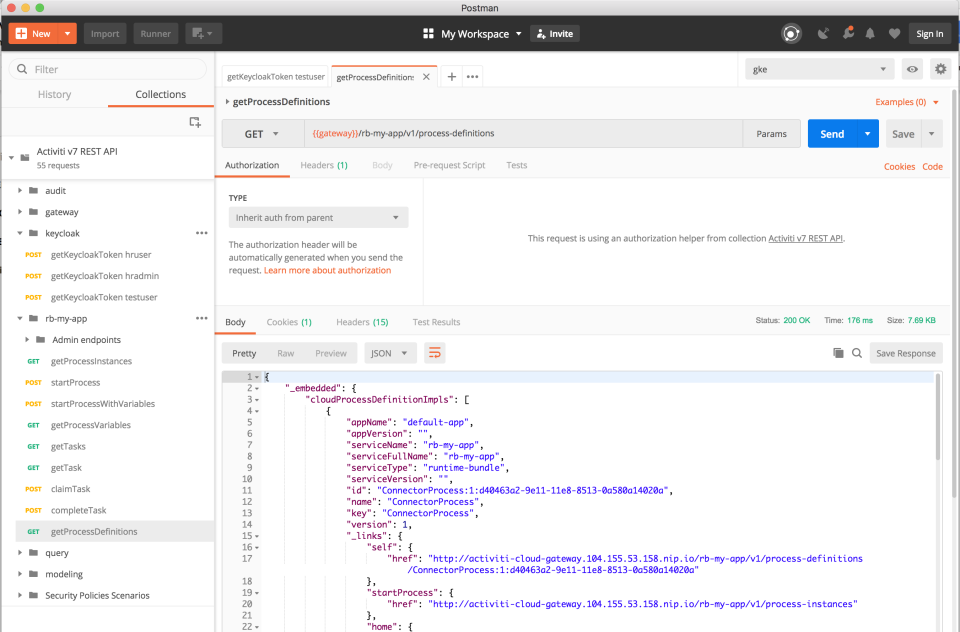 Postman
New
Import
Runner
My Workspace
Invite
Sign In
Filter
History
Collections
Activiti v7 REST API
55 requests
audit
gateway
keycloak
POST getKeycloakToken hruser
POST getKeycloakToken hradmin
POST getKeycloakToken testuser
rb-my-app
Admin endpoints
GET getProcessInstances
POST startProcess
POST startProcessWithVariables
GET getProcessVariables
GET getTasks
GET getTask
POST claimTask
POST completeTask
GET getProcessDefinitions
query
modeling
Security Policies Scenarios
getKeycloakToken testuser
getProcessDefinitions
gke
getProcessDefinitions
Examples (0)
GET
{{gateway}}/rb-my-app/v1/process-definitions
Params
Send
Save
Authorization
Headers (1)
Body
Pre-request Script
Tests
Cookies
Code
TYPE
Inherit auth from parent
The authorization header will be
automatically generated when you send the
request. Learn more about authorization
This request is using an authorization helper from collection Activiti v7 REST API.
Body
Cookies (1)
Headers (15)
Test Results
Status: 200 OK
Time: 176 ms
Size: 7.69 KB
Pretty
Raw
Preview
JSON
Save Response
1 {
2 "_embedded": {
3 "cloudProcessDefinitionImpls": [
4 {
5 "appName": "default-app",
6 "appVersion": "",
7 "serviceName": "rb-my-app",
8 "serviceFullName": "rb-my-app",
9 "serviceType": "runtime-bundle",
10 "serviceVersion": "",
11 "id": "ConnectorProcess:1:d40463a2-9e11-11e8-8513-0a580a14020a",
12 "name": "ConnectorProcess",
13 "key": "ConnectorProcess",
14 "version": 1,
15 "_links": {
16 "self": {
17 "href": "http://activiti-cloud-gateway.104.155.53.158.nip.io/rb-my-app/v1/process-definitions
/ConnectorProcess:1:d40463a2-9e11-11e8-8513-0a580a14020a"
18 },
19 "startProcess": {
20 "href": "http://activiti-cloud-gateway.104.155.53.158.nip.io/rb-my-app/v1/process-instances"
21 },
22 "home": {